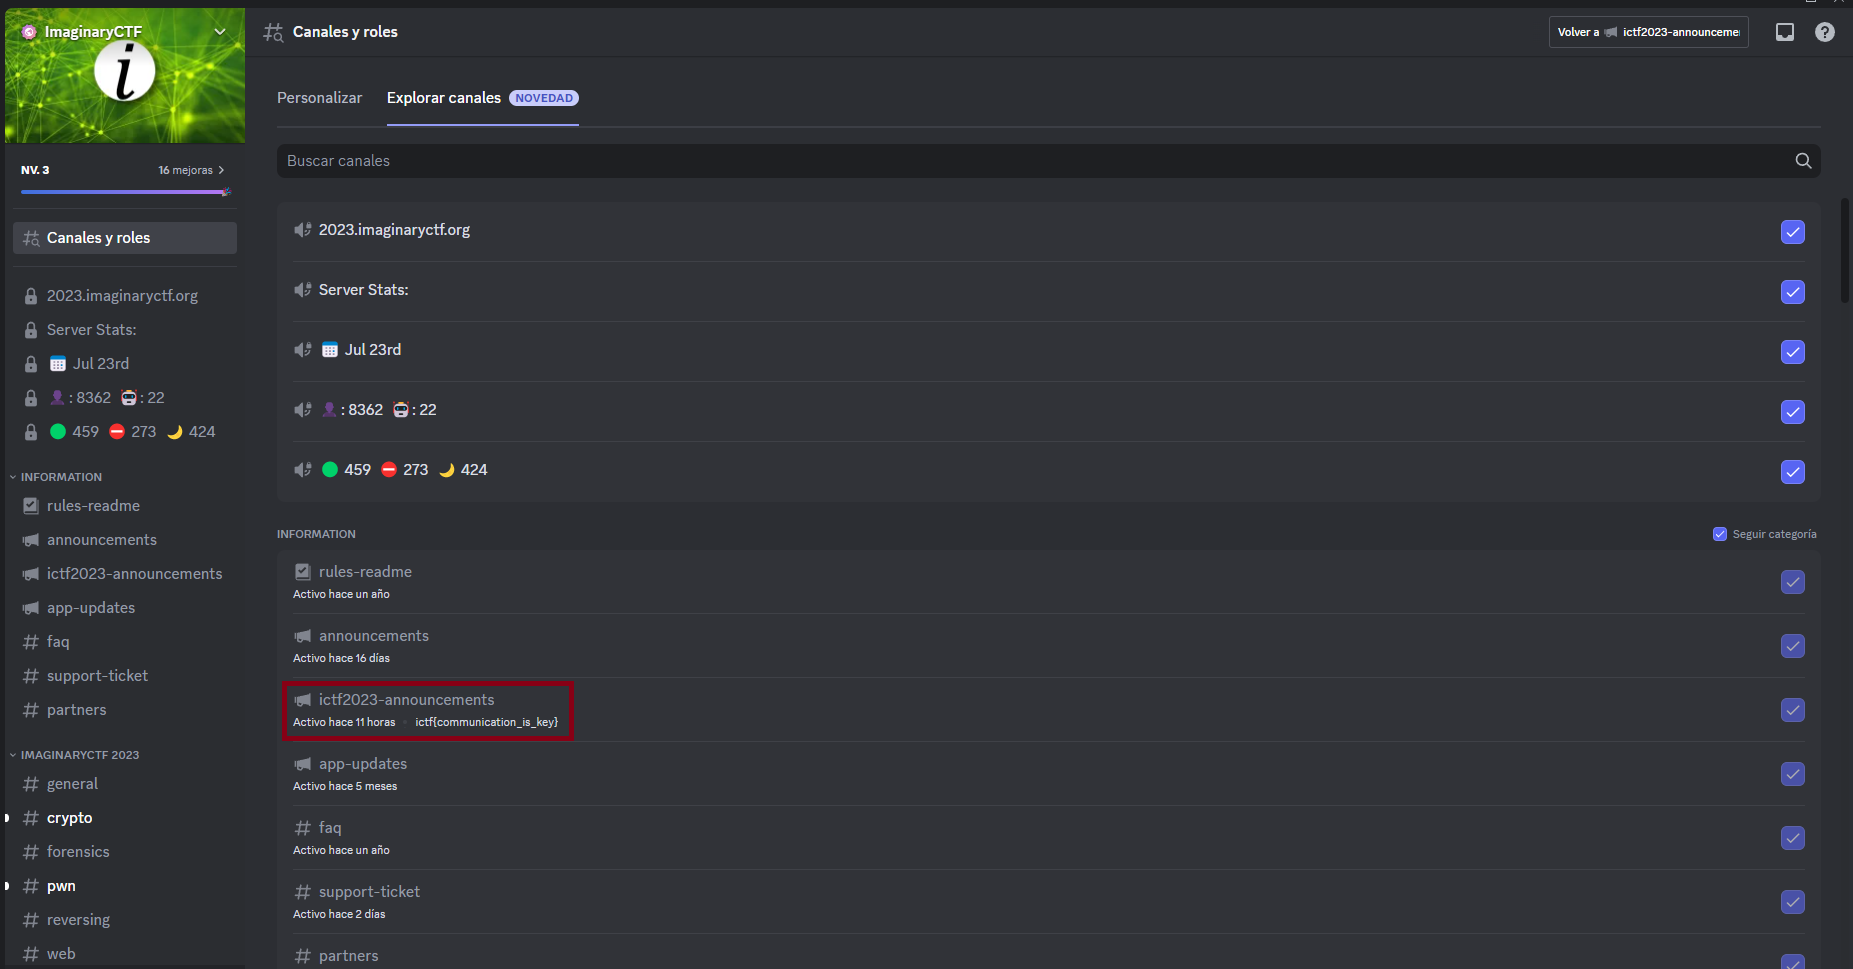 ImaginaryCTF
i
NV. 3
16 mejoras
Canales y roles
2023.imaginaryctf.org
Server Stats:
Jul 23rd
: 8362 : 22
459 273 424
INFORMATION
rules-readme
announcements
ictf2023-announcements
app-updates
faq
support-ticket
partners
IMAGINARYCTF 2023
general
crypto
forensics
pwn
reversing
web
Canales y roles
Volver a ictf2023-announcemer
Personalizar
Explorar canales NOVEDAD
Buscar canales
2023.imaginaryctf.org
Server Stats:
Jul 23rd
: 8362 : 22
459 273 424
INFORMATION
Seguir categoría
rules-readme
Activo hace un año
announcements
Activo hace 16 días
ictf2023-announcements
Activo hace 11 horas ictf{communication_is_key}
app-updates
Activo hace 5 meses
faq
Activo hace un año
support-ticket
Activo hace 2 días
partners